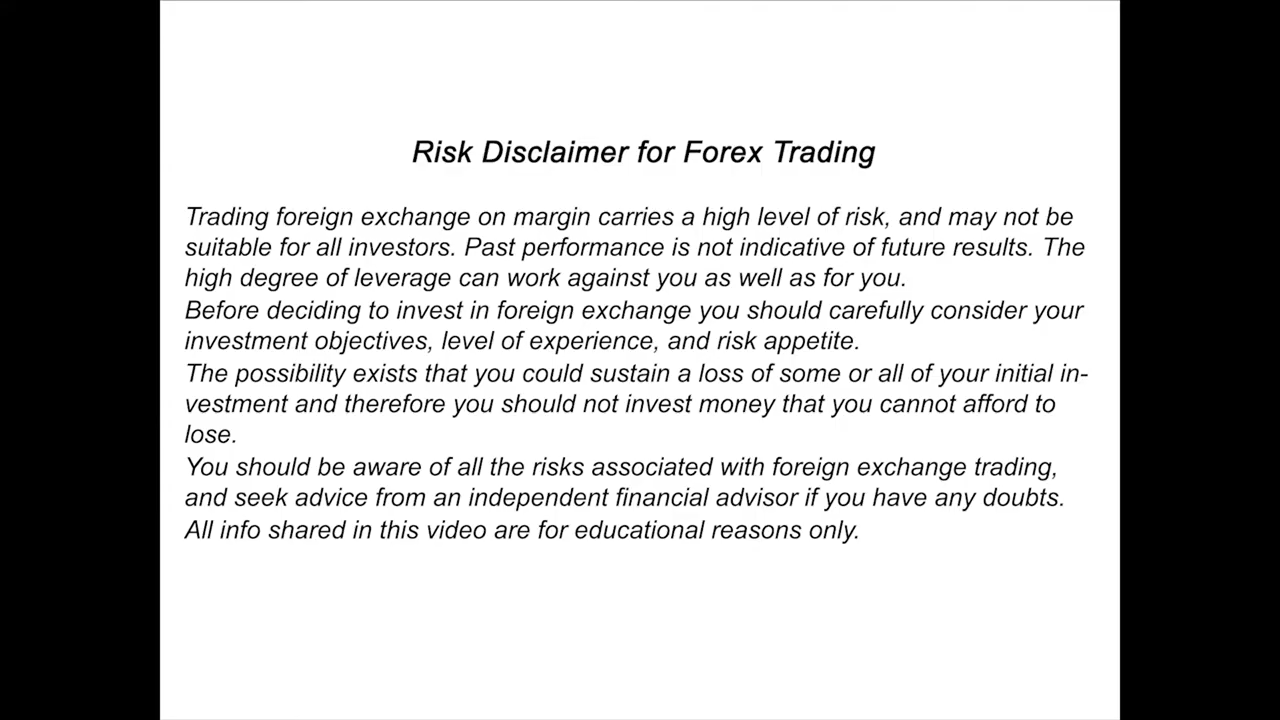 Risk Disclaimer for Forex Trading
Trading foreign exchange on margin carries a high level of risk, and may not be
suitable for all investors. Past performance is not indicative of future results. The
high degree of leverage can work against you as well as for you.
Before deciding to invest in foreign exchange you should carefully consider your
investment objectives, level of experience, and risk appetite.
The possibility exists that you could sustain a loss of some or all of your initial in-
vestment and therefore you should not invest money that you cannot afford to
lose.
You should be aware of all the risks associated with foreign exchange trading,
and seek advice from an independent financial advisor if you have any doubts.
All info shared in this video are for educational reasons only.